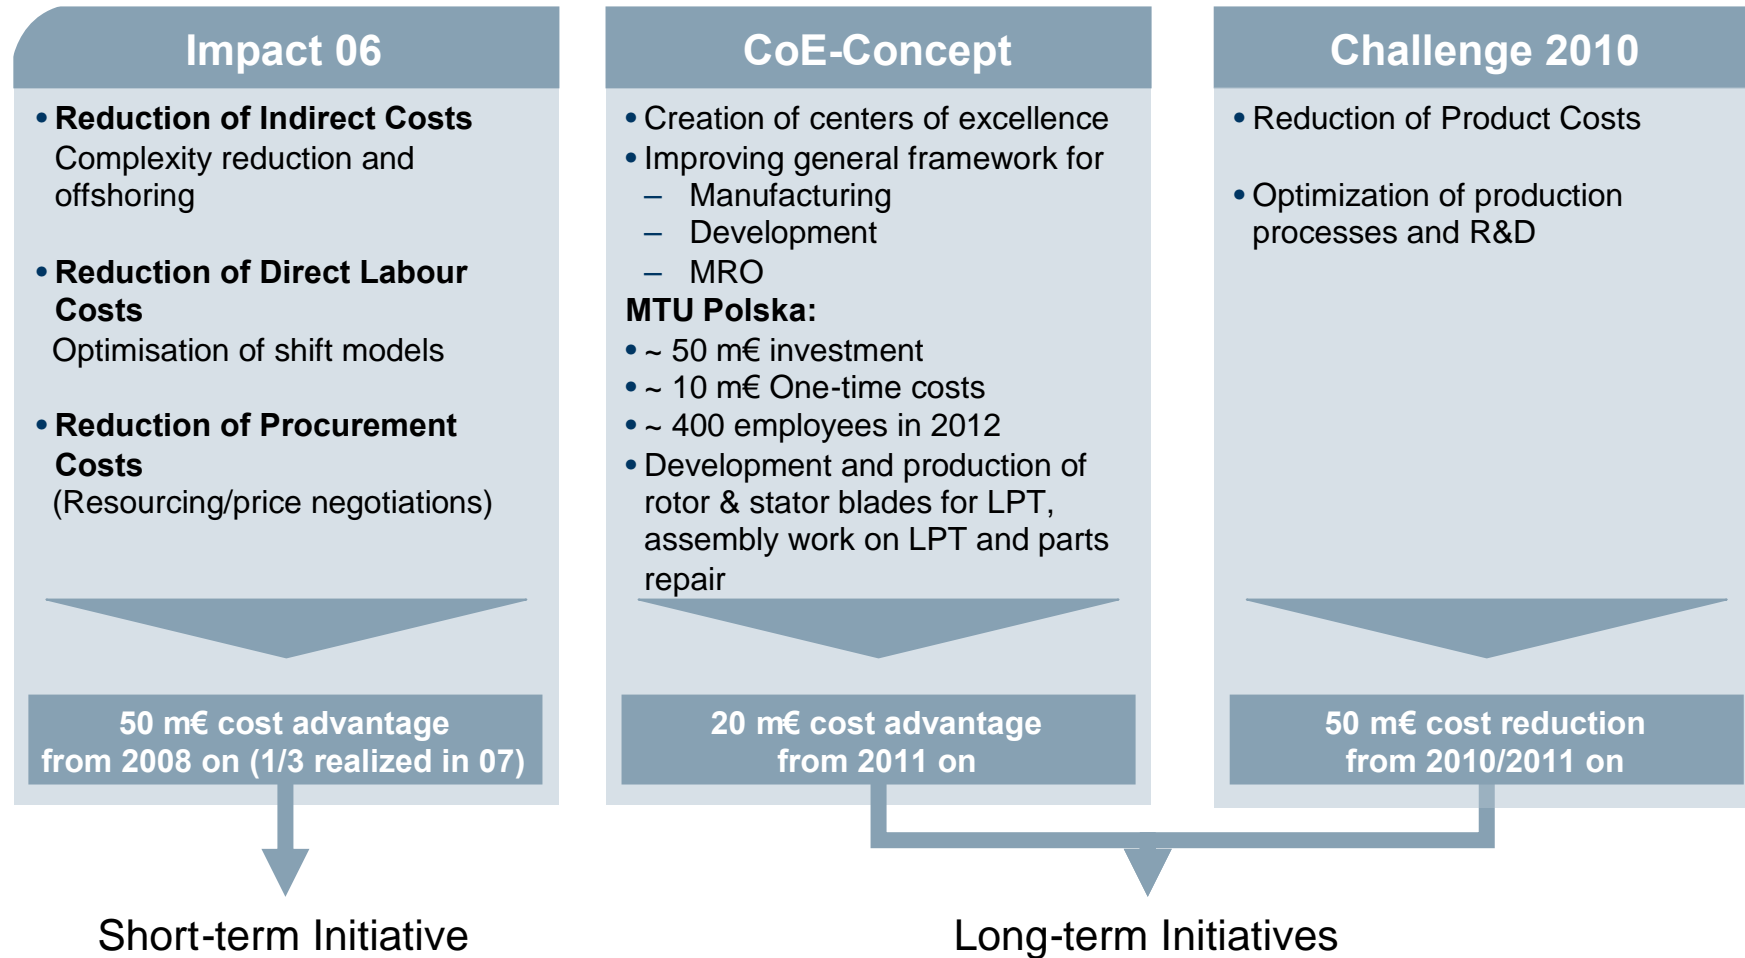 Impact 06
• Reduction of Indirect Costs
Complexity reduction and
offshoring
• Reduction of Direct Labour
Costs
Optimisation of shift models
• Reduction of Procurement
Costs
(Resourcing/price negotiations)
50 m€ cost advantage
from 2008 on (1/3 realized in 07)
Short-term Initiative
CoE-Concept
• Creation of centers of excellence
• Improving general framework for
– Manufacturing
– Development
– MRO
MTU Polska:
• ~ 50 m€ investment
• ~ 10 m€ One-time costs
• ~ 400 employees in 2012
• Development and production of
rotor & stator blades for LPT,
assembly work on LPT and parts
repair
20 m€ cost advantage
from 2011 on
Challenge 2010
• Reduction of Product Costs
• Optimization of production
processes and R&D
50 m€ cost reduction
from 2010/2011 on
Long-term Initiatives